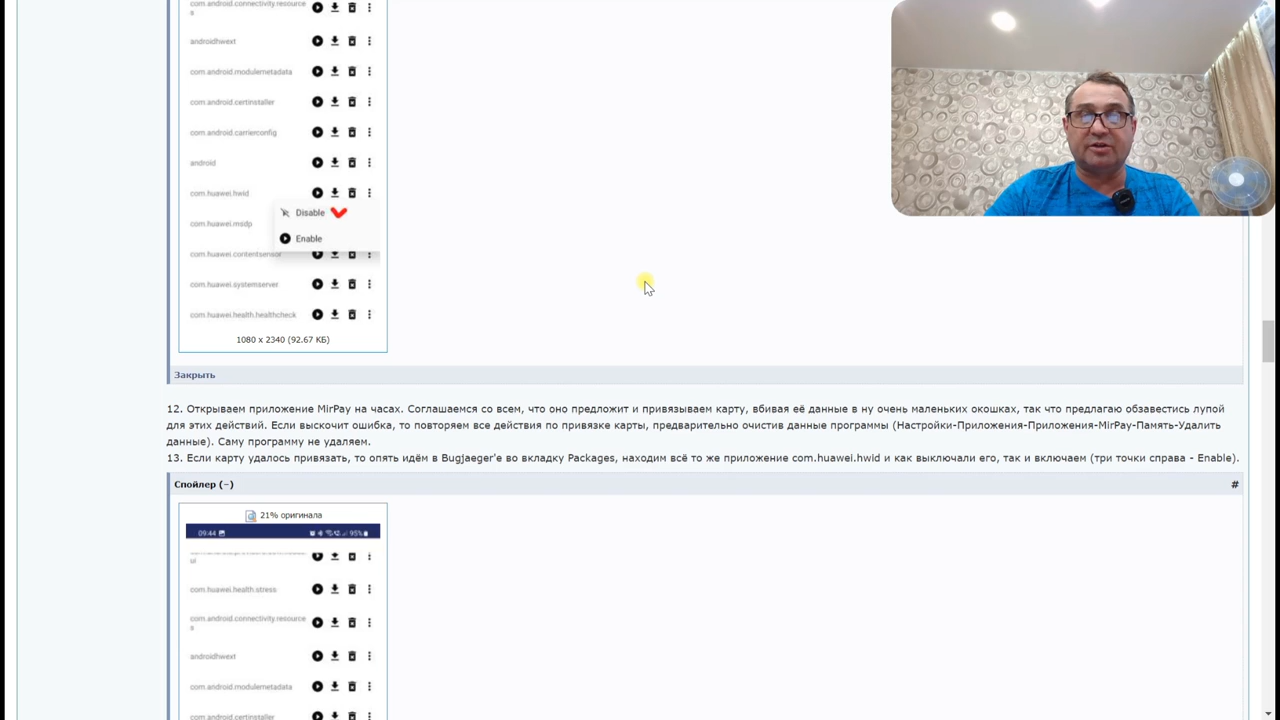 com.android.connectivity.resource
s
androidhwext
com.android.modulemetadata
com.android.certinstaller
com.android.carrierconfig
android
com.huawei.hwid
Disable
com.huawei.msdp
Enable
com.huawei.contentsensor
com.huawei.systemserver
com.huawei.health.healthcheck
1080 x 2340 (92.67 КБ)
Закрыть
12. Открываем приложение MirPay на часах. Соглашаемся со всем, что оно предложит и привязываем карту, вбивая её данные в ну очень маленьких окошках, так что предлагаю обзавестись лупой
для этих действий. Если выскочит ошибка, то повторяем все действия по привязке карты, предварительно очистив данные программы (Настройки-Приложения-Приложения-MirPay-Память-Удалить
данные). Саму программу не удаляем.
13. Если карту удалось привязать, то опять идём в Bugjaeger'e во вкладку Packages, находим всё то же приложение com.huawei.hwid и как выключали его, так и включаем (три точки справа - Enable).
Спойлер (−)
#
21% оригинала
09:44
95%
ui
com.huawei.health.stress
com.android.connectivity.resource
s
androidhwext
com.android.modulemetadata
com.android.certinstaller